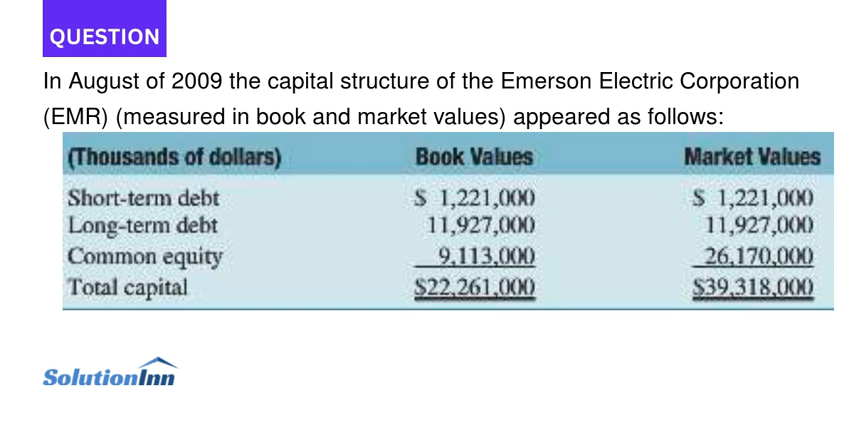 QUESTION
In August of 2009 the capital structure of the Emerson Electric Corporation
(EMR) (measured in book and market values) appeared as follows:
(Thousands of dollars) Book Values Market Values
Short-term debt $ 1,221,000 $ 1,221,000
Long-term debt 11,927,000 11,927,000
Common equity 9,113,000 26,170,000
Total capital $22,261,000 $39,318,000
SolutionInn